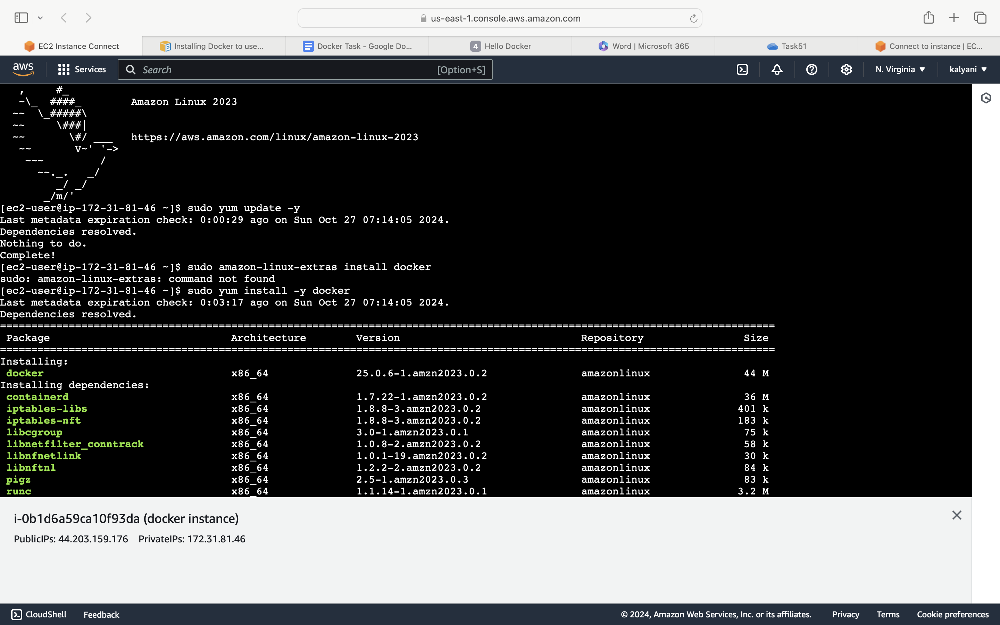 us-east-1.console.aws.amazon.com
EC2 Instance Connect
Installing Docker to use...
Docker Task - Google Do...
4 Hello Docker
Word | Microsoft 365
Task51
Connect to instance | EC...
aws
Services
Search
[Option+S]
N. Virginia
kalyani
   ,     #_
   ~\_  ####_        Amazon Linux 2023
  ~~  \_#####\
  ~~     \###|
  ~~       \#/ ___   https://aws.amazon.com/linux/amazon-linux-2023
   ~~       V~' '->
    ~~~         /
      ~~._.   _/
         _/ _/
       _/m/'
[ec2-user@ip-172-31-81-46 ~]$ sudo yum update -y
Last metadata expiration check: 0:00:29 ago on Sun Oct 27 07:14:05 2024.
Dependencies resolved.
Nothing to do.
Complete!
[ec2-user@ip-172-31-81-46 ~]$ sudo amazon-linux-extras install docker
sudo: amazon-linux-extras: command not found
[ec2-user@ip-172-31-81-46 ~]$ sudo yum install -y docker
Last metadata expiration check: 0:03:17 ago on Sun Oct 27 07:14:05 2024.
Dependencies resolved.
Package Architecture Version Repository Size
Installing:
docker x86_64 25.0.6-1.amzn2023.0.2 amazonlinux 44 M
Installing dependencies:
containerd x86_64 1.7.22-1.amzn2023.0.2 amazonlinux 36 M
iptables-libs x86_64 1.8.8-3.amzn2023.0.2 amazonlinux 401 k
iptables-nft x86_64 1.8.8-3.amzn2023.0.2 amazonlinux 183 k
libcgroup x86_64 3.0-1.amzn2023.0.1 amazonlinux 75 k
libnetfilter_conntrack x86_64 1.0.8-2.amzn2023.0.2 amazonlinux 58 k
libnfnetlink x86_64 1.0.1-19.amzn2023.0.2 amazonlinux 30 k
libnftnl x86_64 1.2.2-2.amzn2023.0.2 amazonlinux 84 k
pigz x86_64 2.5-1.amzn2023.0.3 amazonlinux 83 k
runc x86_64 1.1.14-1.amzn2023.0.1 amazonlinux 3.2 M
i-0b1d6a59ca10f93da (docker instance)
PublicIPs: 44.203.159.176 PrivateIPs: 172.31.81.46
CloudShell Feedback © 2024, Amazon Web Services, Inc. or its affiliates. Privacy Terms Cookie preferences